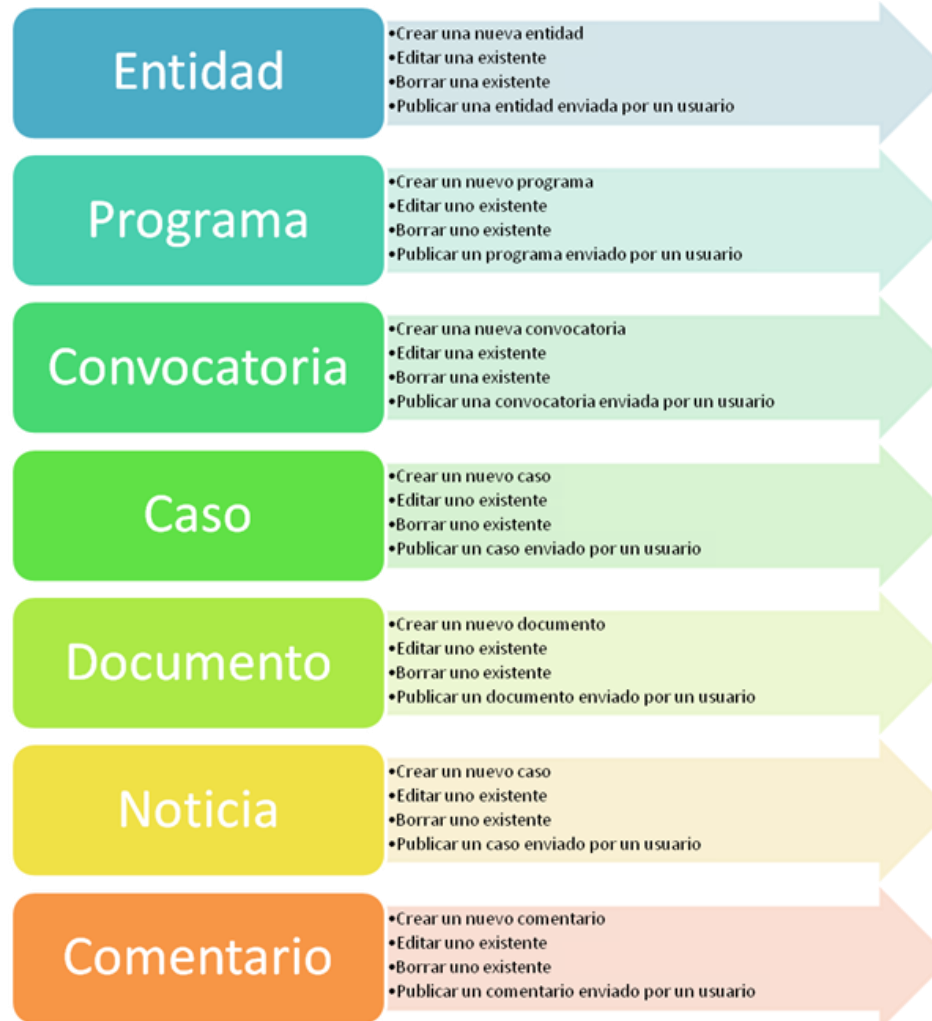 Entidad
•Crear una nueva entidad
•Editar una existente
•Borrar una existente
•Publicar una entidad enviada por un usuario
Programa
•Crear un nuevo programa
•Editar uno existente
•Borrar uno existente
•Publicar un programa enviado por un usuario
Convocatoria
•Crear una nueva convocatoria
•Editar una existente
•Borrar una existente
•Publicar una convocatoria enviada por un usuario
Caso
•Crear un nuevo caso
•Editar uno existente
•Borrar uno existente
•Publicar un caso enviado por un usuario
Documento
•Crear un nuevo documento
•Editar uno existente
•Borrar uno existente
•Publicar un documento enviado por un usuario
Noticia
•Crear un nuevo caso
•Editar uno existente
•Borrar uno existente
•Publicar un caso enviado por un usuario
Comentario
•Crear un nuevo comentario
•Editar uno existente
•Borrar uno existente
•Publicar un comentario enviado por un usuario